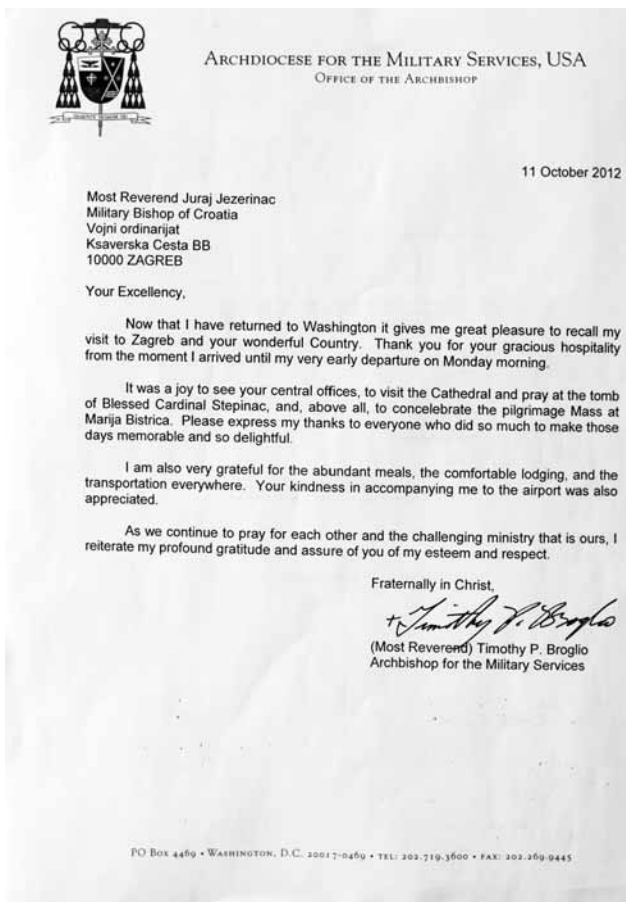 ARCHDIOCESE FOR THE MILITARY SERVICES, USA
OFFICE OF THE ARCHBISHOP
11 October 2012
Most Reverend Juraj Jezerinac
Military Bishop of Croatia
Vojni ordinarijat
Ksaverska Cesta BB
10000 ZAGREB
Your Excellency,
Now that I have returned to Washington it gives me great pleasure to recall my
visit to Zagreb and your wonderful Country. Thank you for your gracious hospitality
from the moment I arrived until my very early departure on Monday morning.
It was a joy to see your central offices, to visit the Cathedral and pray at the tomb
of Blessed Cardinal Stepinac, and, above all, to concelebrate the pilgrimage Mass at
Marija Bistrica. Please express my thanks to everyone who did so much to make those
days memorable and so delightful.
I am also very grateful for the abundant meals, the comfortable lodging, and the
transportation everywhere. Your kindness in accompanying me to the airport was also
appreciated.
As we continue to pray for each other and the challenging ministry that is ours, I
reiterate my profound gratitude and assure of you of my esteem and respect.
Fraternally in Christ,
+ Timothy P. Broglio
(Most Reverend) Timothy P. Broglio
Archbishop for the Military Services
PO BOX 4469 • WASHINGTON, D.C. 20017-0469 • TEL: 202.719.3600 • FAX: 202.269.9445